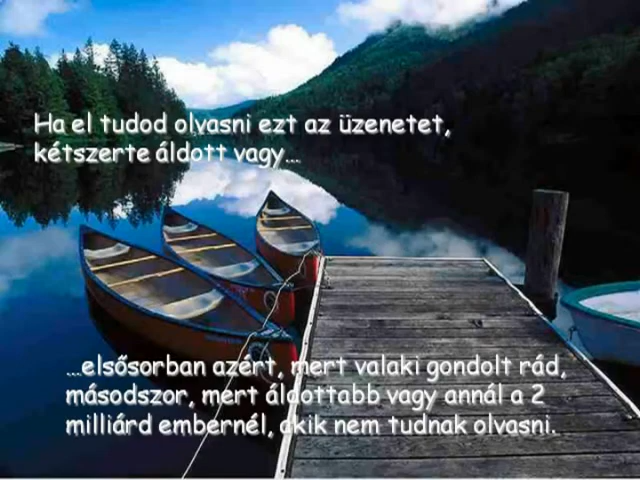 Ha el tudod olvasni ezt az üzenetet,
kétszerte áldott vagy...
...elsősorban azért, mert valaki gondolt rád,
másodszor, mert áldottabb vagy annál a 2
milliárd embernél, akik nem tudnak olvasni.